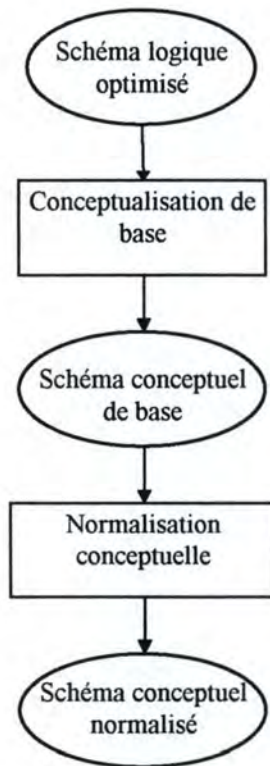 Schéma logique
optimisé
Conceptualisation de
base
Schéma conceptuel
de base
Normalisation
conceptuelle
Schéma conceptuel
normalisé